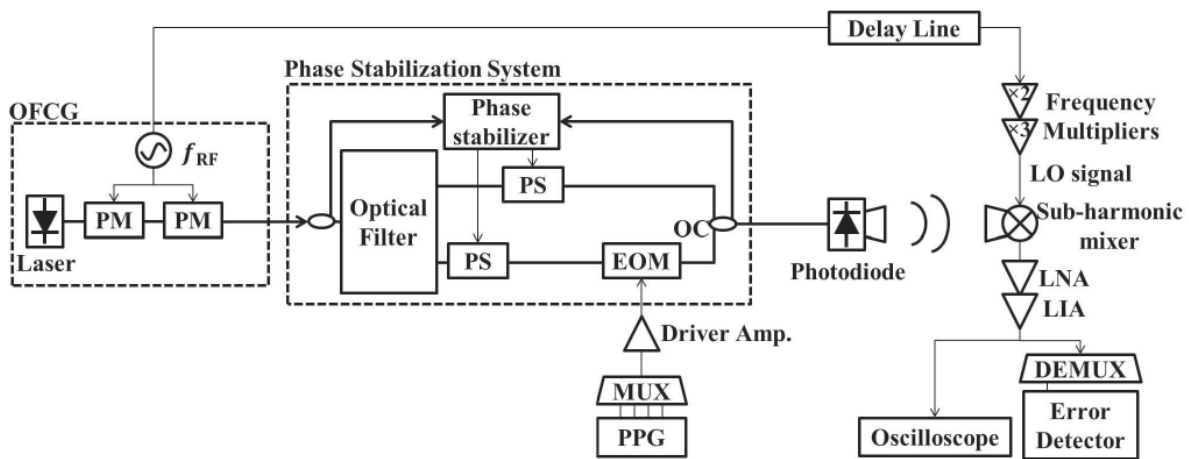 Delay Line
Phase Stabilization System
OFCG
Phase
stabilizer
×2
Frequency
×3
Multipliers
fRF
PS
LO signal
Optical
Filter
PM
PM
Sub-harmonic
mixer
OC
Laser
PS
EOM
Photodiode
LNA
LIA
Driver Amp.
MUX
DEMUX
PPG
Oscilloscope
Error
Detector